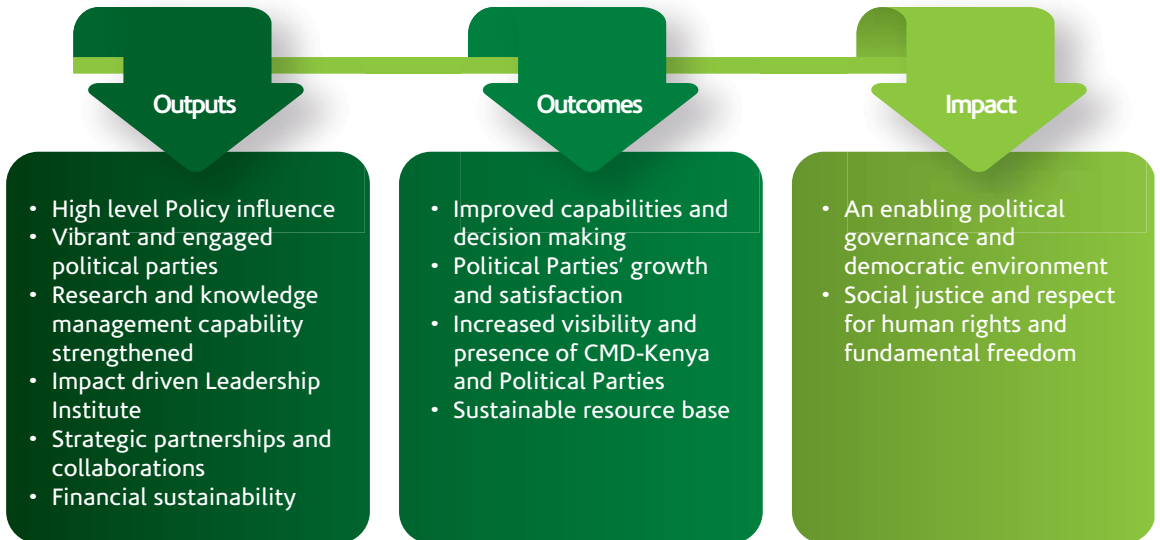 Outputs
• High level Policy influence
• Vibrant and engaged
political parties
• Research and knowledge
management capability
strengthened
• Impact driven Leadership
Institute
• Strategic partnerships and
collaborations
• Financial sustainability
Outcomes
• Improved capabilities and
decision making
• Political Parties’ growth
and satisfaction
• Increased visibility and
presence of CMD-Kenya
and Political Parties
• Sustainable resource base
Impact
• An enabling political
governance and
democratic environment
• Social justice and respect
for human rights and
fundamental freedom